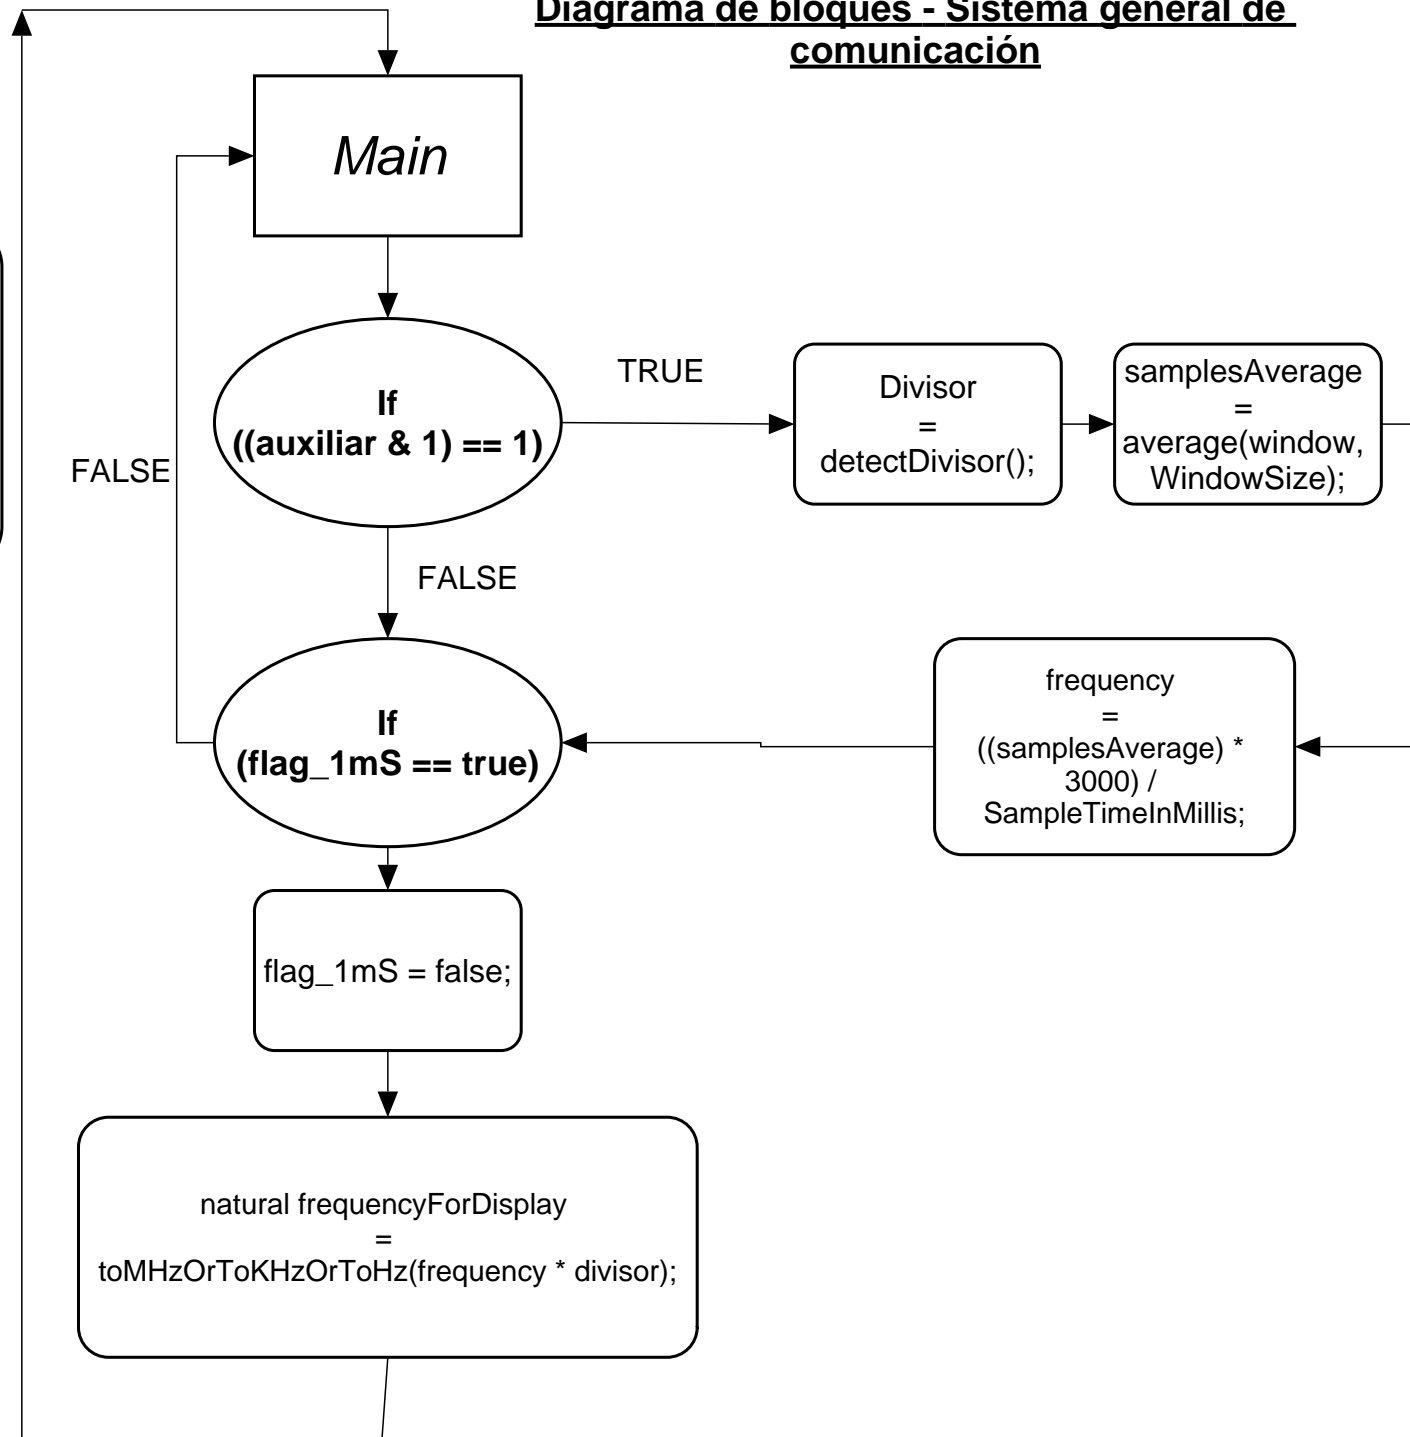 Diagrama de bloques - Sistema general de
comunicación
Main
If
((auxiliar & 1) == 1)
TRUE
Divisor
=
detectDivisor();
samplesAverage
=
average(window,
WindowSize);
FALSE
FALSE
If
(flag_1mS == true)
frequency
=
((samplesAverage) *
3000) /
SampleTimeInMillis;
flag_1mS = false;
natural frequencyForDisplay
=
toMHzOrToKHzOrToHz(frequency * divisor);